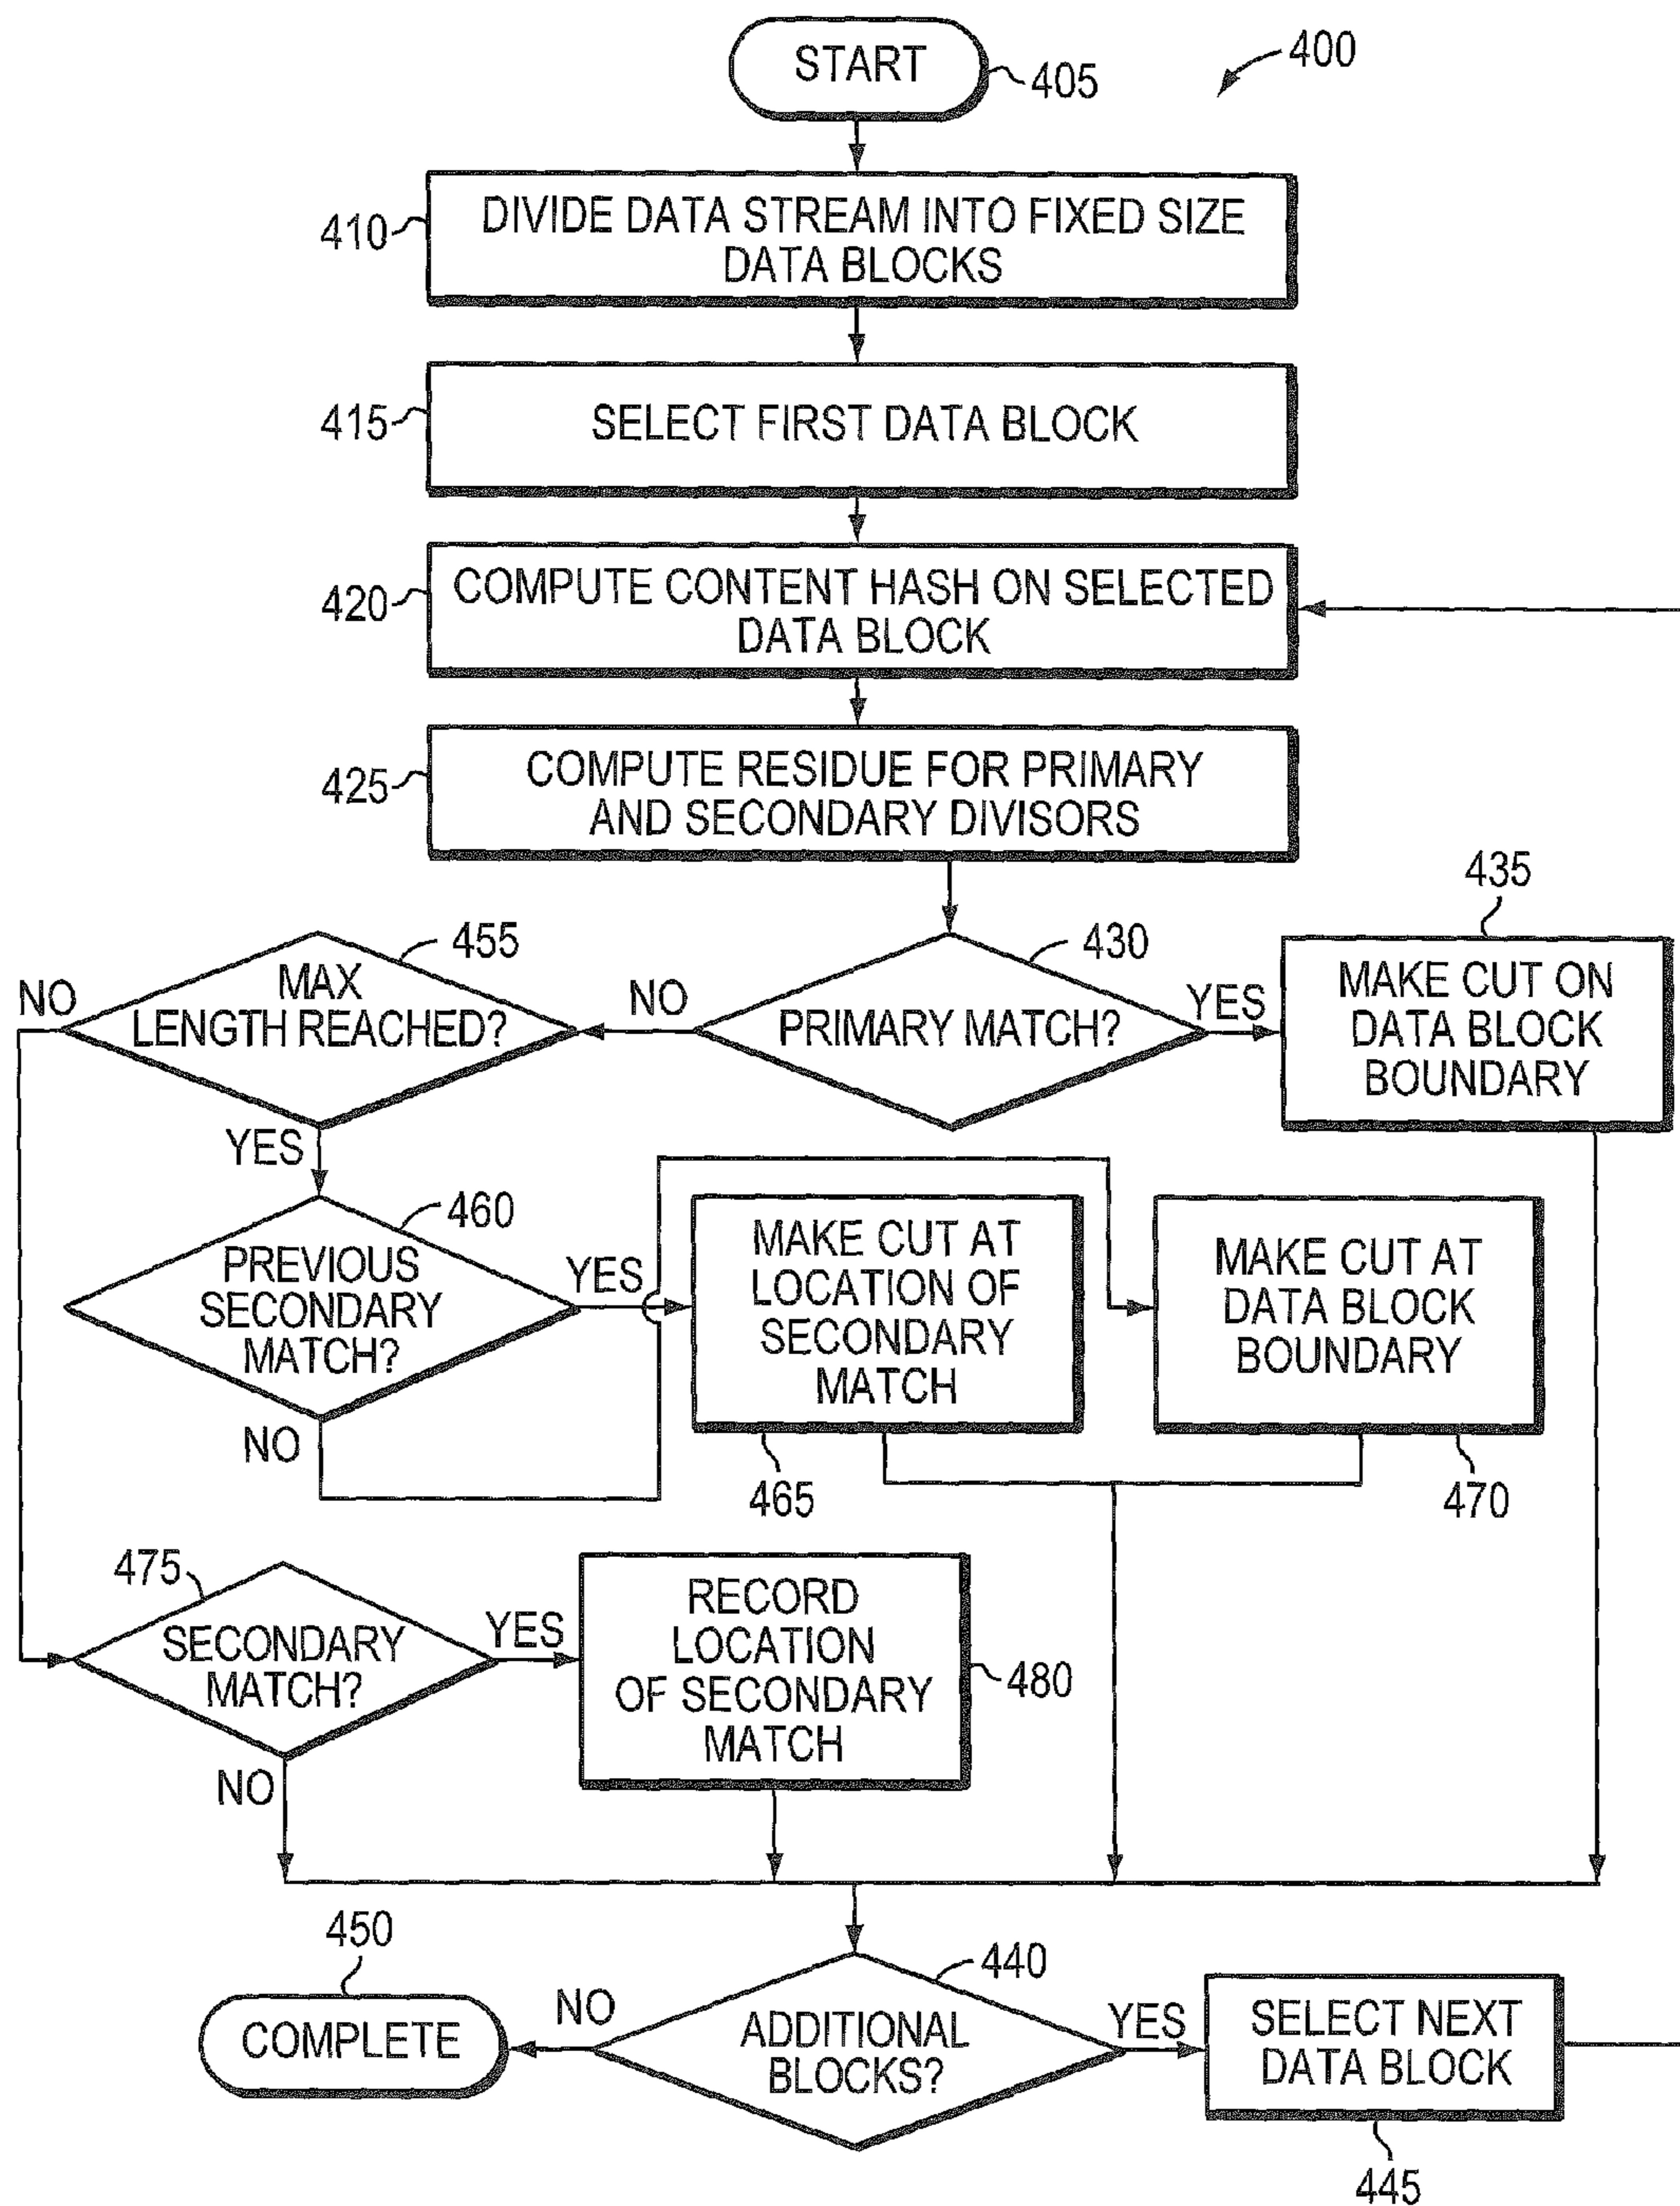 START
405
400
410
DIVIDE DATA STREAM INTO FIXED SIZE
DATA BLOCKS
415
SELECT FIRST DATA BLOCK
420
COMPUTE CONTENT HASH ON SELECTED
DATA BLOCK
425
COMPUTE RESIDUE FOR PRIMARY
AND SECONDARY DIVISORS
455
MAX
LENGTH REACHED?
NO
YES
430
PRIMARY MATCH?
NO
YES
435
MAKE CUT ON
DATA BLOCK
BOUNDARY
460
PREVIOUS
SECONDARY
MATCH?
YES
NO
MAKE CUT AT
LOCATION OF
SECONDARY
MATCH
465
MAKE CUT AT
DATA BLOCK
BOUNDARY
470
475
SECONDARY
MATCH?
YES
NO
RECORD
LOCATION
OF SECONDARY
MATCH
480
450
COMPLETE
NO
440
ADDITIONAL
BLOCKS?
YES
SELECT NEXT
DATA BLOCK
445